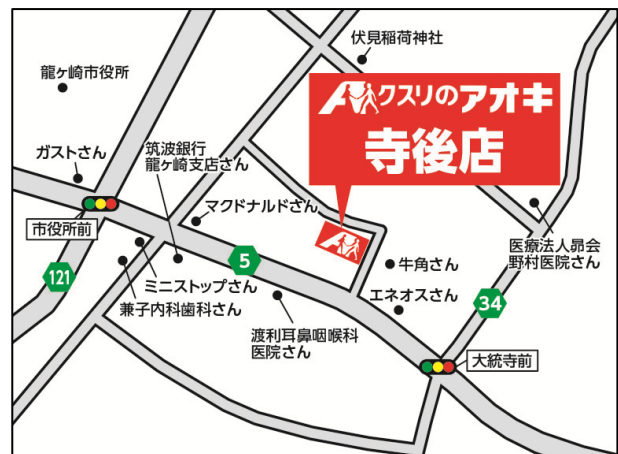 伏見稲荷神社
龍ヶ崎市役所
クスリのアオキ
寺後店
ガストさん
筑波銀行
龍ヶ崎支店さん
マクドナルドさん
市役所前
医療法人昴会
野村医院さん
牛角さん
5
121
ミニストップさん
兼子内科歯科さん
エネオスさん
34
渡利耳鼻咽喉科
医院さん
大統寺前